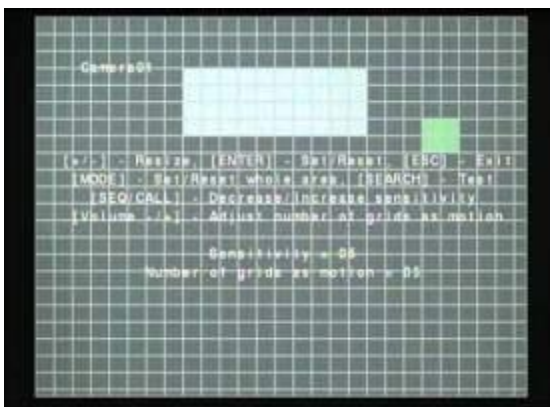 Camera01
[+/-] - Resize, [ENTER] - Set/Reset, [ESC] - Exit
[MODE] - Set/Reset whole area, [SEARCH] - Test
[SEQ/CALL] - Decrease/Increase sensitivity
[Volume -/+] - Adjust number of grids as motion
Sensitivity = 05
Number of grids as motion = 05